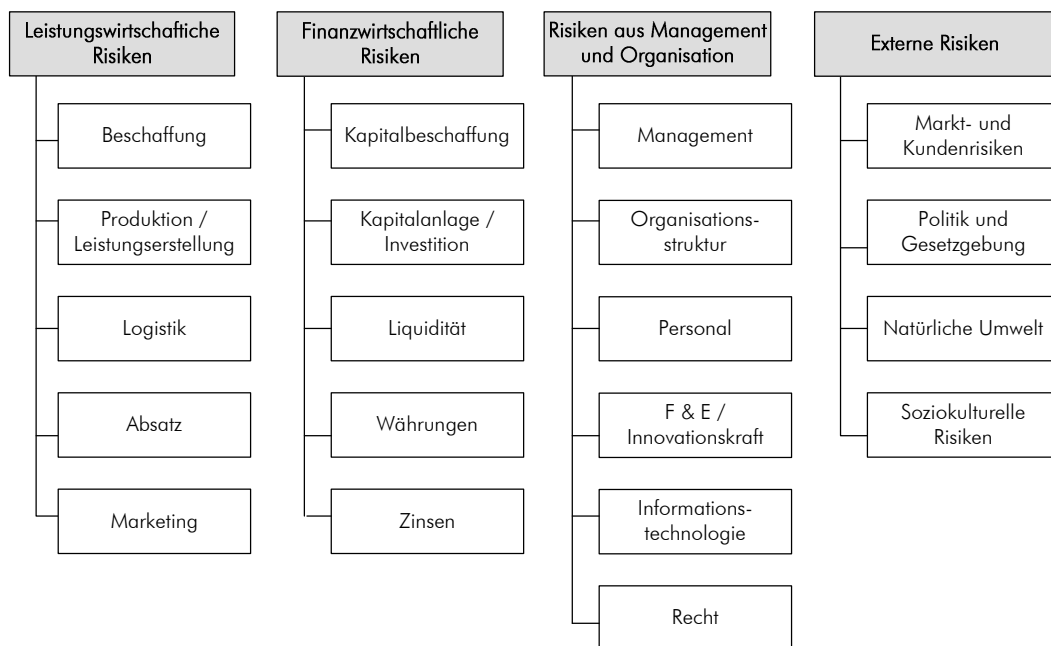 Leistungswirtschaftiche
Risiken
Beschaffung
Produktion /
Leistungserstellung
Logistik
Absatz
Marketing
Finanzwirtschaftliche
Risiken
Kapitalbeschaffung
Kapitalanlage /
Investition
Liquidität
Währungen
Zinsen
Risiken aus Management
und Organisation
Management
Organisations-
struktur
Personal
F & E /
Innovationskraft
Informations-
technologie
Recht
Externe Risiken
Markt- und
Kundenrisiken
Politik und
Gesetzgebung
Natürliche Umwelt
Soziokulturelle
Risiken